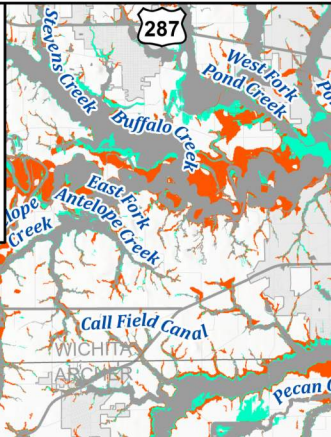 287
Stevens Creek
West Fork
Pond Creek
Buffalo Creek
East Fork
Antelope Creek
Creek
Call Field Canal
WICHITA
ARCHER
Pecan